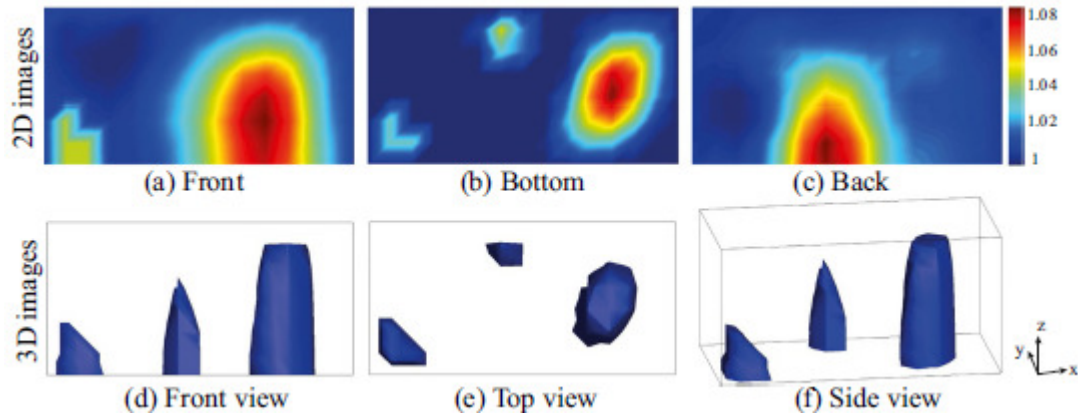 2D images
1.08
1.06
1.04
1.02
1
(a) Front
(b) Bottom
(c) Back
3D images
z
y
x
(d) Front view
(e) Top view
(f) Side view